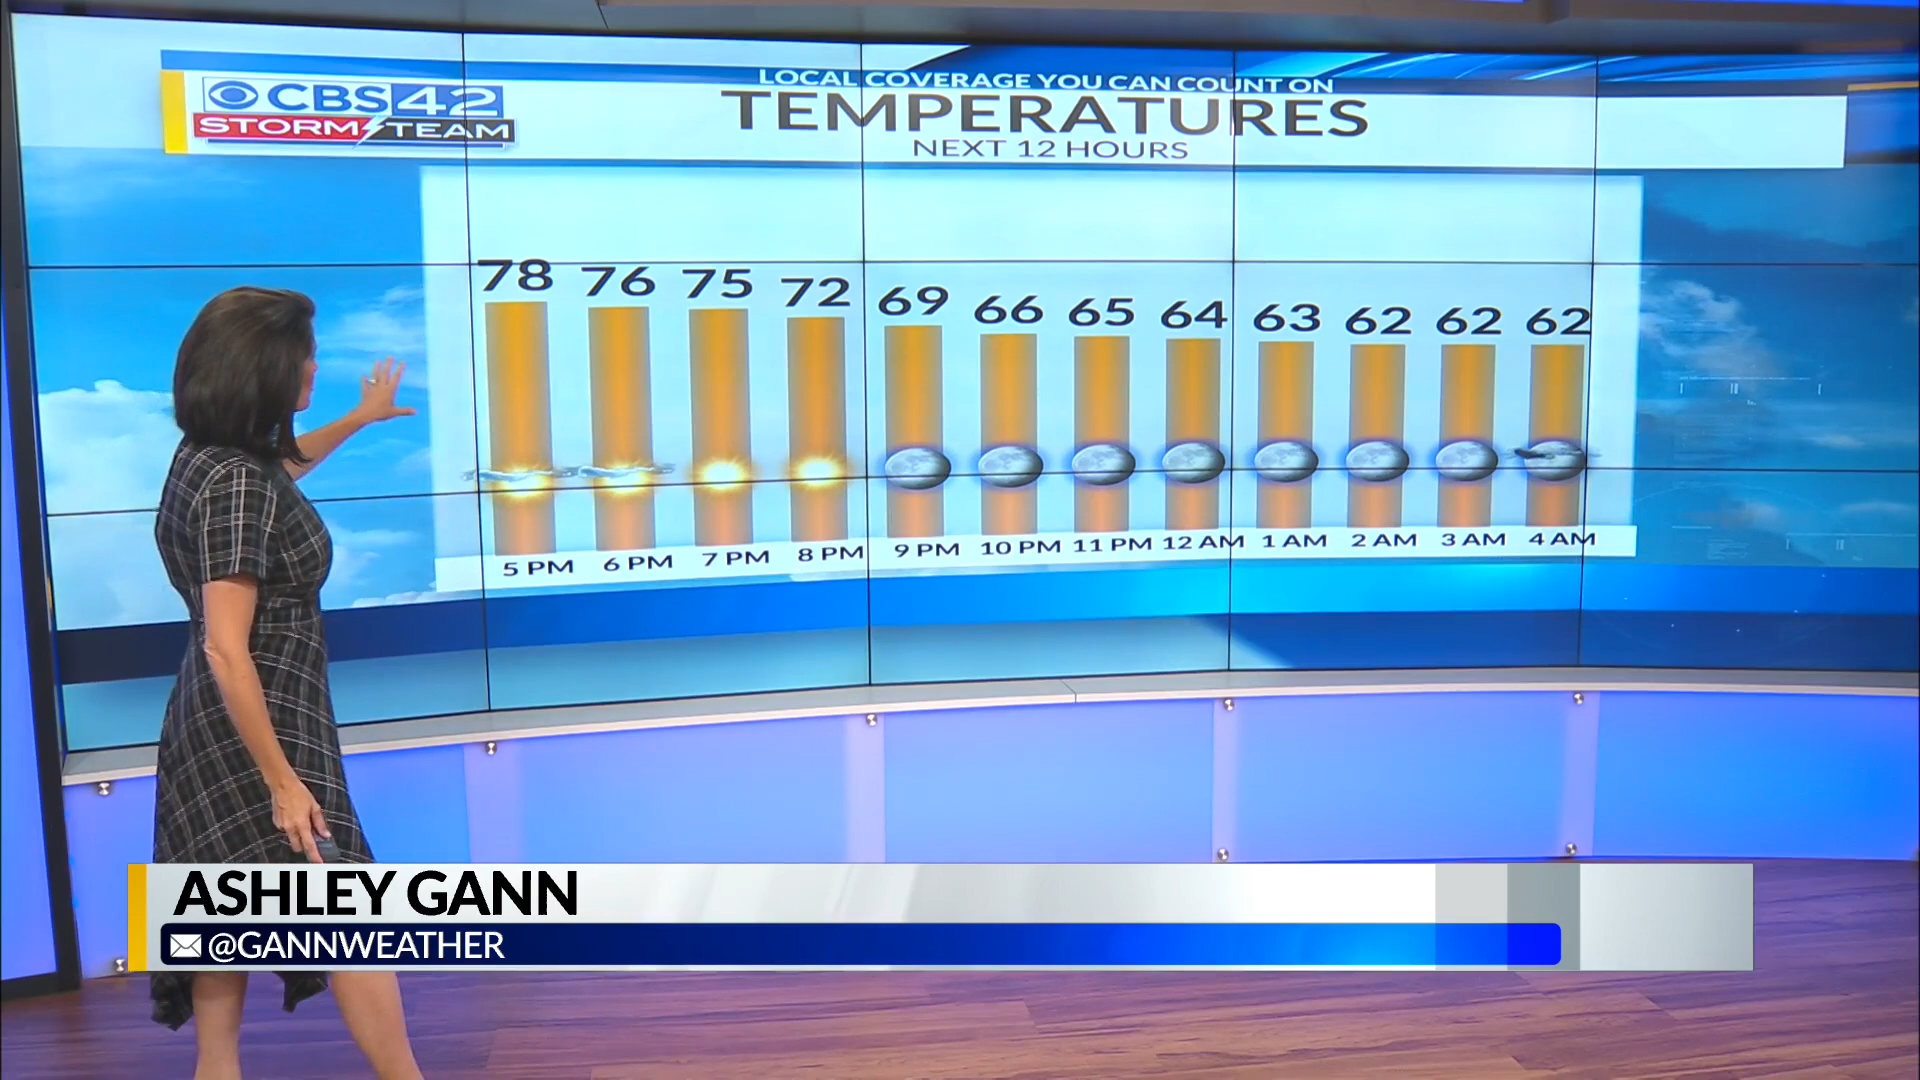 LOCAL COVERAGE YOU CAN COUNT ON
CBS 42
STORM TEAM
TEMPERATURES
NEXT 12 HOURS
78 76 75 72 69 66 65 64 63 62 62 62
5 PM 6 PM 7 PM 8 PM 9 PM 10 PM 11 PM 12 AM 1 AM 2 AM 3 AM 4 AM
ASHLEY GANN
@GANNWEATHER